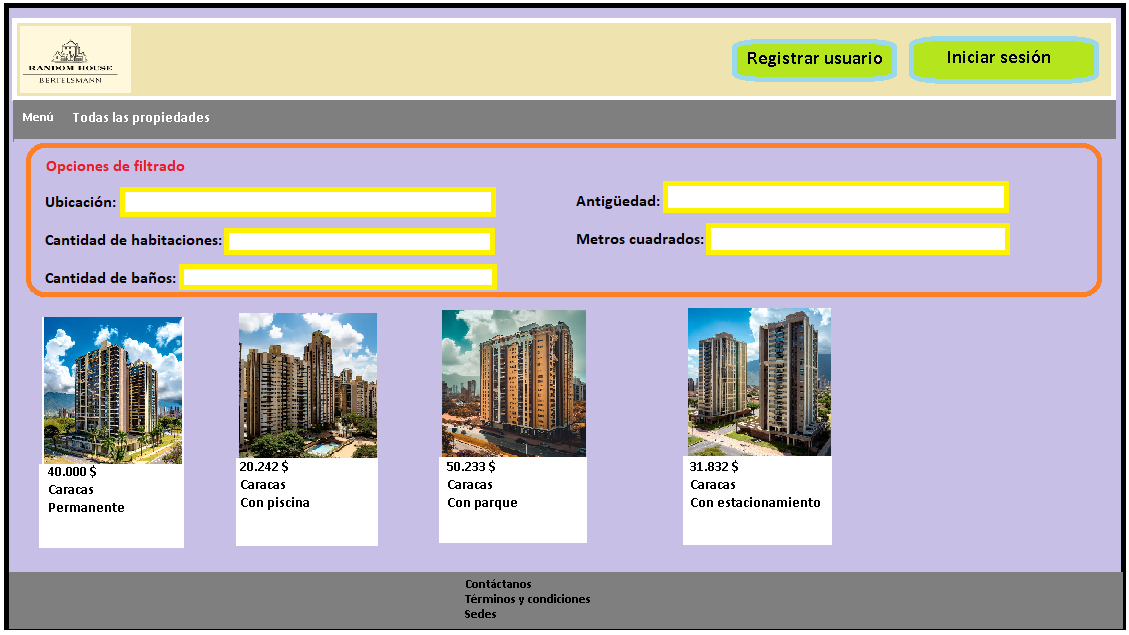 RANDOM HOUSE
BERTELSMANN
Registrar usuario
Iniciar sesión
Menú
Todas las propiedades
Opciones de filtrado
Ubicación:
Antigüedad:
Cantidad de habitaciones:
Metros cuadrados:
Cantidad de baños:
40.000 $
Caracas
Permanente
20.242 $
Caracas
Con piscina
50.233 $
Caracas
Con parque
31.832 $
Caracas
Con estacionamiento
Contáctanos
Términos y condiciones
Sedes